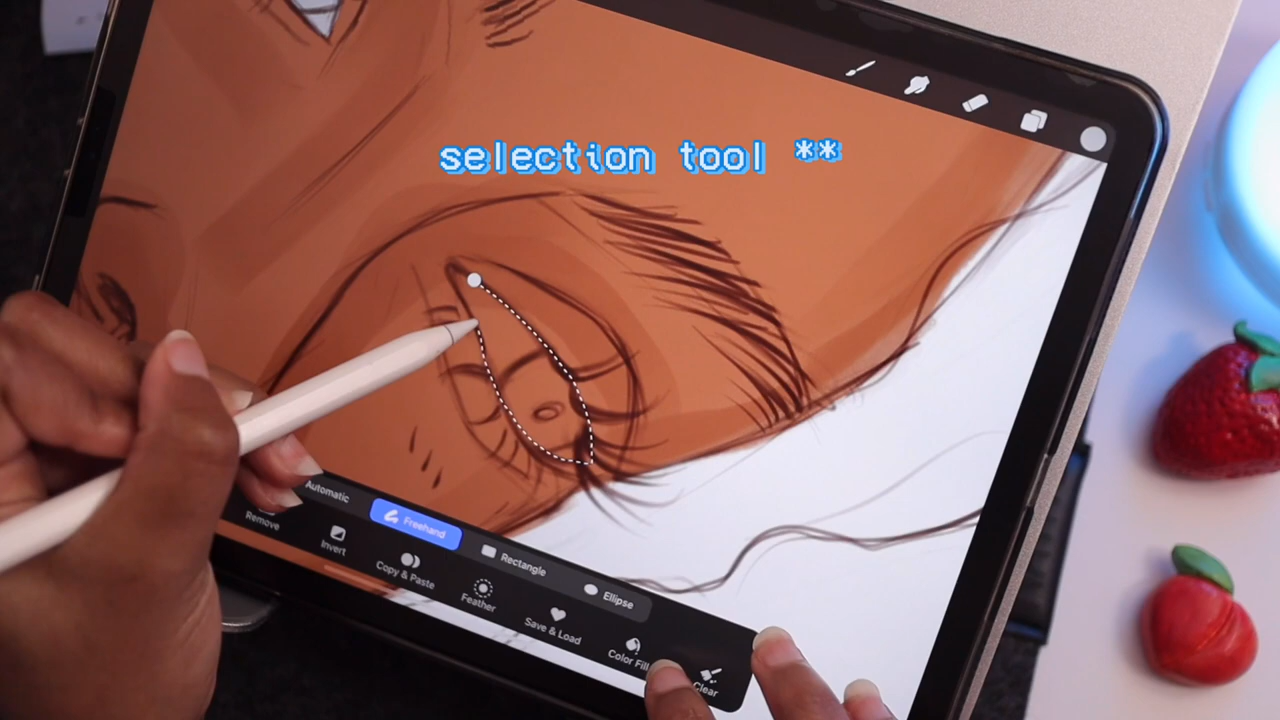 selection tool **
Automatic
Freehand
Rectangle
Ellipse
Remove
Invert
Copy & Paste
Feather
Save & Load
Color Fill
Clear